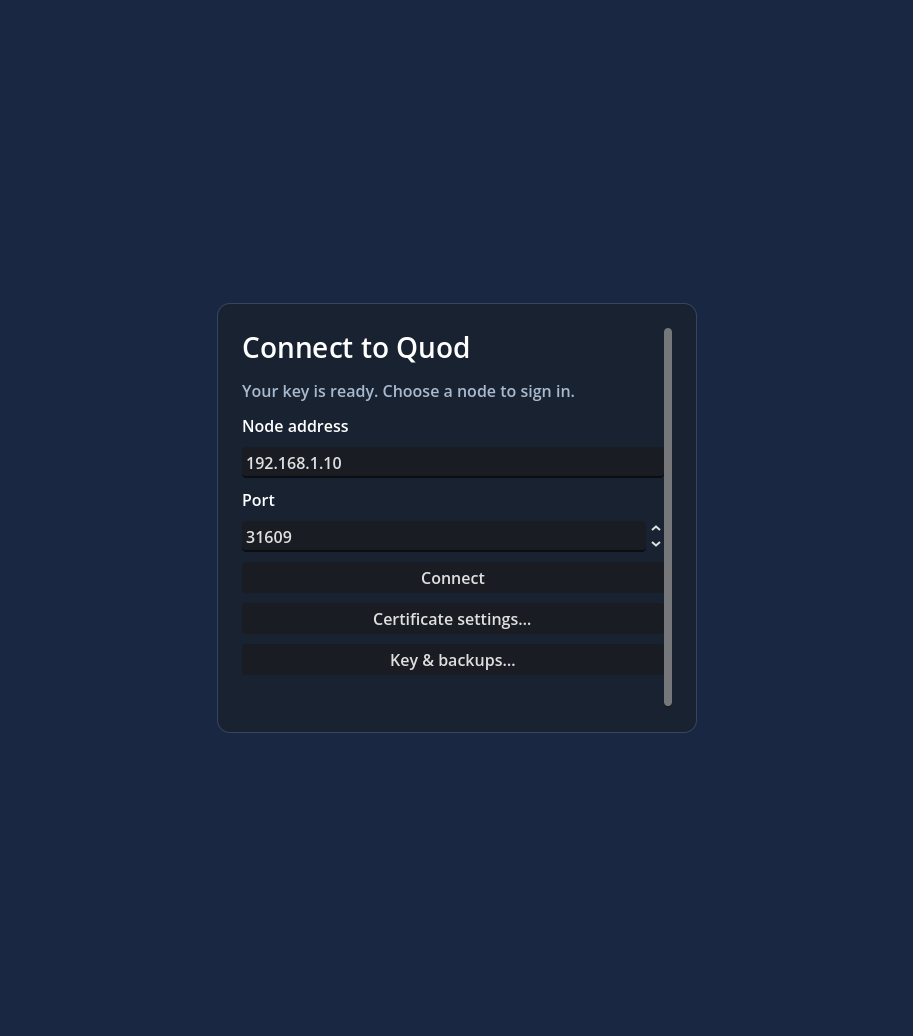 Connect to Quod
Your key is ready. Choose a node to sign in.
Node address
192.168.1.10
Port
31609
Connect
Certificate settings...
Key & backups...